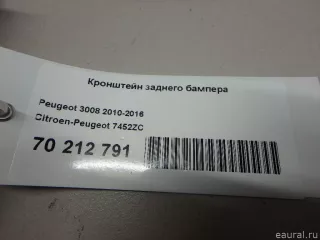 Кронштейн заднего бампера
Peugeot 3008 2010-2016
Citroen-Peugeot 7452ZC
70 212 791
eaural.ru